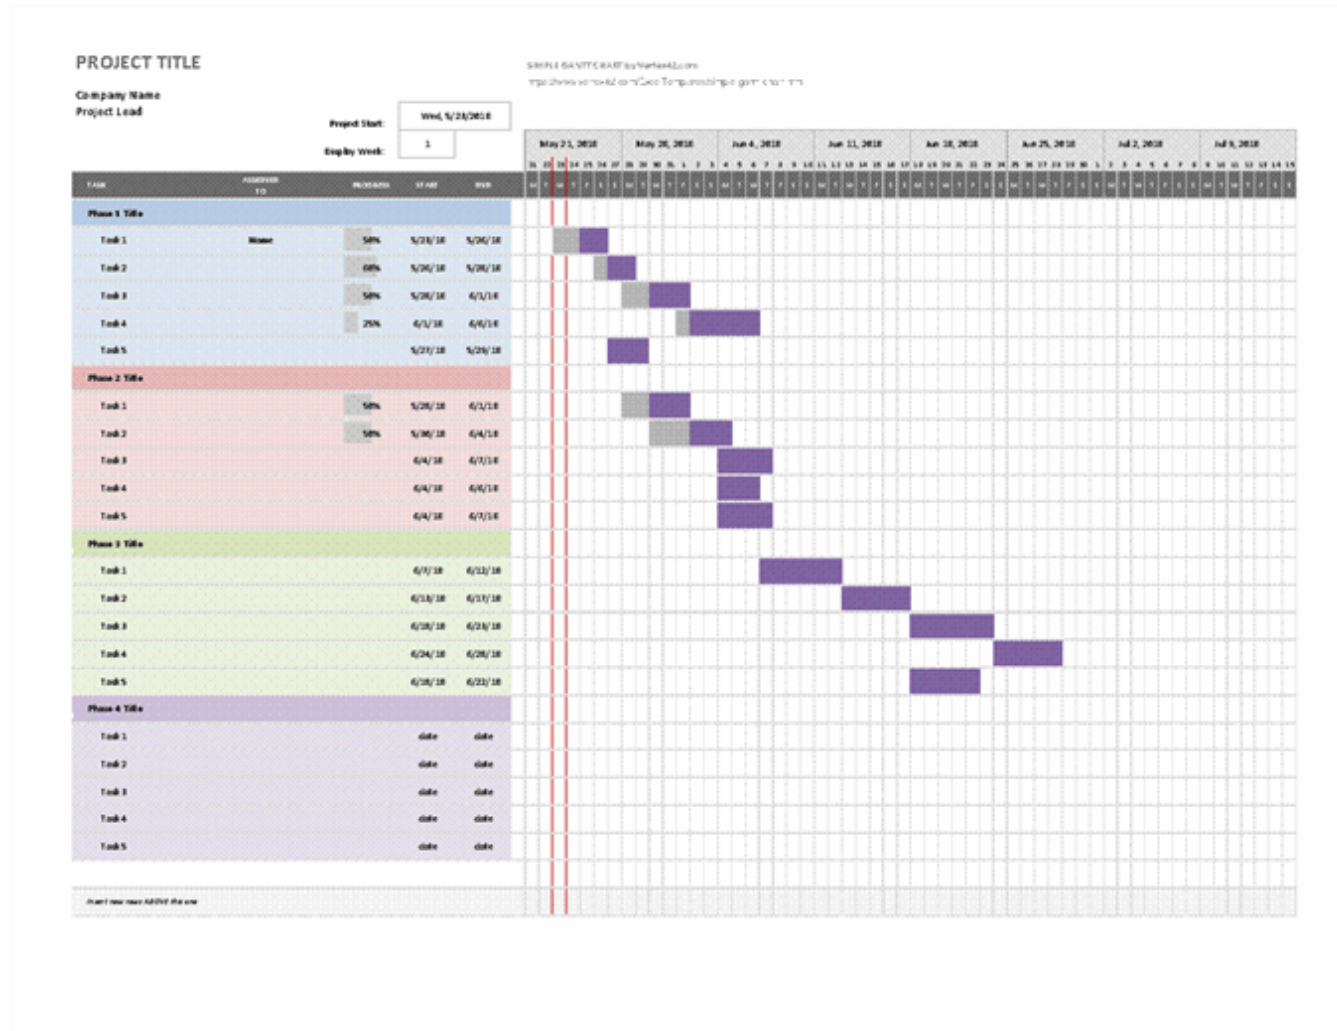 PROJECT TITLE
SIMPLE GANTT CHART by Vertex42.com
Company Name
Project Lead
Project Start: Wed, 5/23/2018
Display Week: 1
May 21, 2018 May 28, 2018 Jun 4, 2018 Jun 11, 2018 Jun 18, 2018 Jun 25, 2018 Jul 2, 2018 Jul 9, 2018
TASK ASSIGNED TO PROGRESS START END
Phase 1 Title
Task 1 Name 50% 5/23/18 5/26/18
Task 2 60% 5/26/18 5/28/18
Task 3 50% 5/28/18 6/1/18
Task 4 25% 6/1/18 6/6/18
Task 5 5/27/18 5/29/18
Phase 2 Title
Task 1 50% 5/28/18 6/1/18
Task 2 50% 5/30/18 6/4/18
Task 3 6/4/18 6/7/18
Task 4 6/4/18 6/6/18
Task 5 6/4/18 6/7/18
Phase 3 Title
Task 1 6/7/18 6/12/18
Task 2 6/13/18 6/17/18
Task 3 6/18/18 6/23/18
Task 4 6/24/18 6/28/18
Task 5 6/18/18 6/22/18
Phase 4 Title
Task 1 date date
Task 2 date date
Task 3 date date
Task 4 date date
Task 5 date date
Insert new rows ABOVE this one